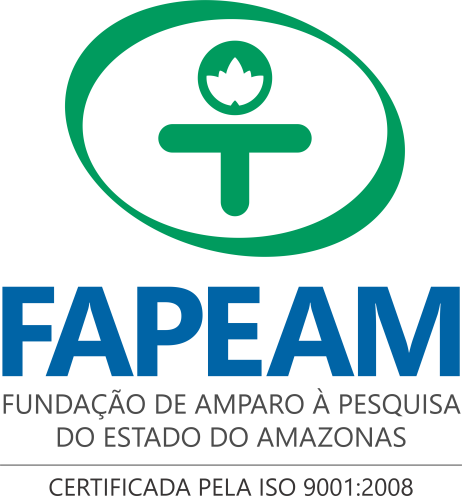 FAPEAM
FUNDAÇÃO DE AMPARO À PESQUISA
DO ESTADO DO AMAZONAS
CERTIFICADA PELA ISO 9001:2008